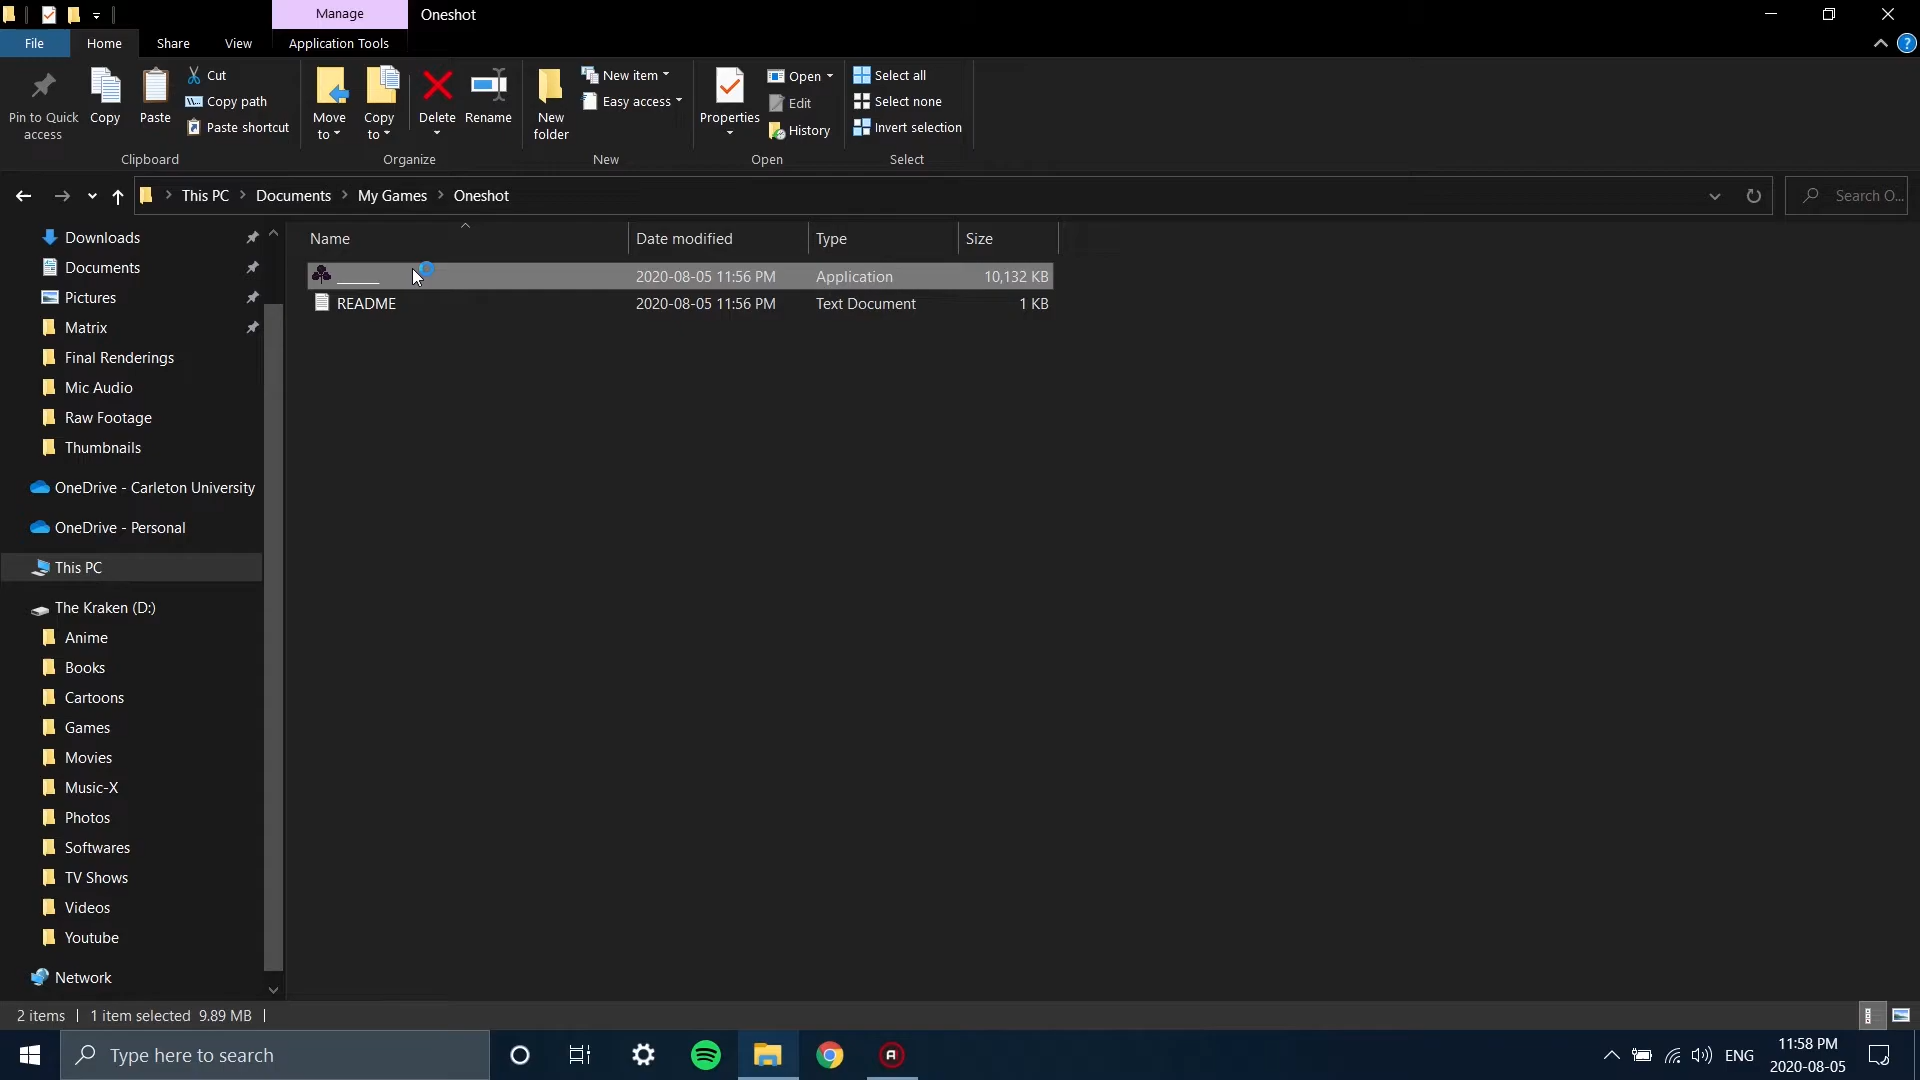 Manage
Oneshot
File
Home
Share
View
Application Tools
Pin to Quick access
Copy
Paste
Cut
Copy path
Paste shortcut
Clipboard
Move to
Copy to
Delete
Rename
Organize
New folder
New item
Easy access
New
Properties
Open
Edit
History
Open
Select all
Select none
Invert selection
Select
This PC > Documents > My Games > Oneshot
Search O...
Name
Date modified
Type
Size
______ 2020-08-05 11:56 PM Application 10,132 KB
README 2020-08-05 11:56 PM Text Document 1 KB
Downloads
Documents
Pictures
Matrix
Final Renderings
Mic Audio
Raw Footage
Thumbnails
OneDrive - Carleton University
OneDrive - Personal
This PC
The Kraken (D:)
Anime
Books
Cartoons
Games
Movies
Music-X
Photos
Softwares
TV Shows
Videos
Youtube
Network
2 items
1 item selected 9.89 MB
Type here to search
ENG
11:58 PM
2020-08-05